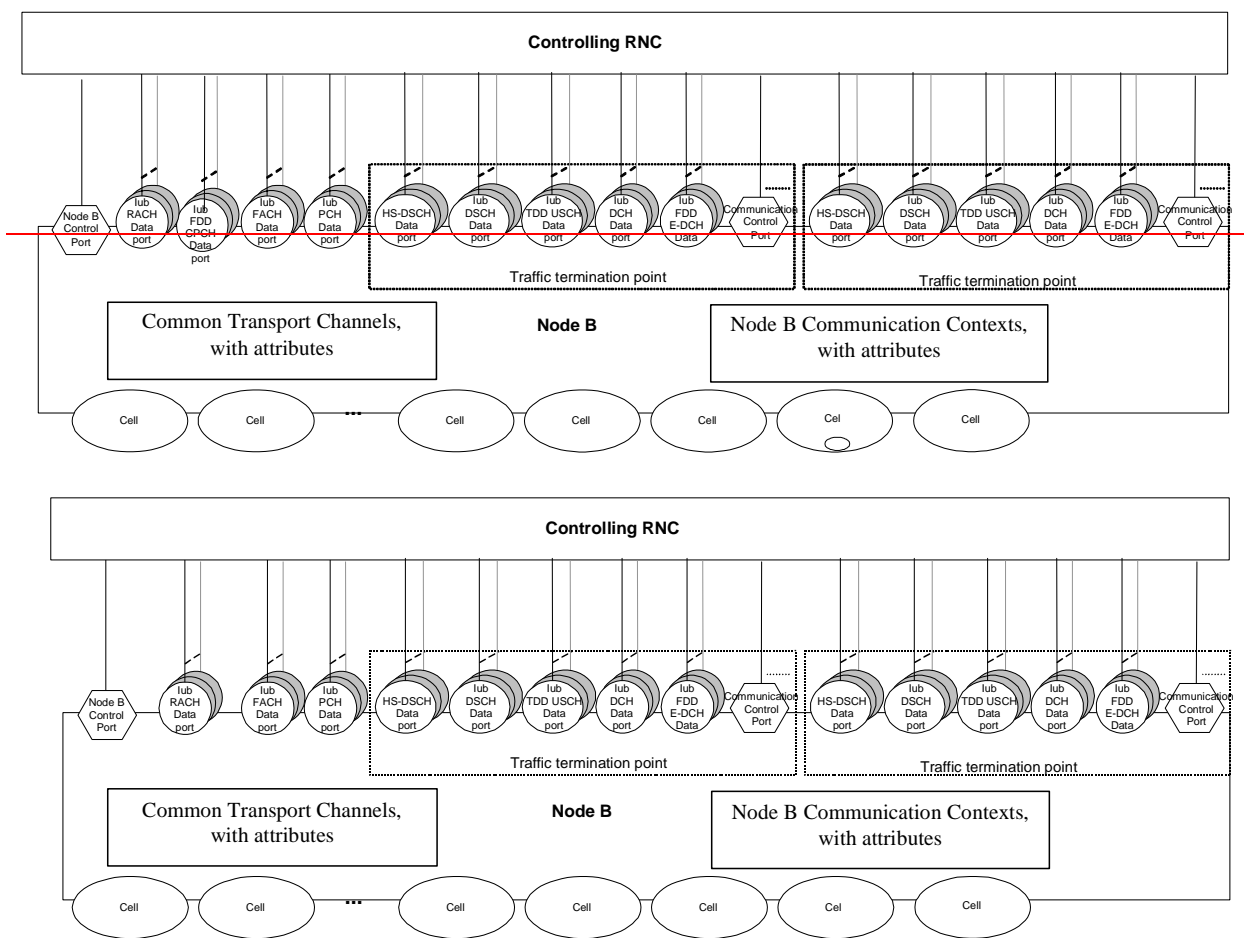 Controlling RNC
Node B
Control
Port
Iub
RACH
Data
port
Iub
FDD
CPCH
Data
port
Iub
FACH
Data
port
Iub
PCH
Data
port
HS-DSCH
Data
port
Iub
DSCH
Data
port
Iub
TDD USCH
Data
port
Iub
DCH
Data
port
Iub
FDD
E-DCH
Data
.......
Communication
Control
Port
HS-DSCH
Data
port
Iub
DSCH
Data
port
Iub
TDD USCH
Data
port
Iub
DCH
Data
port
Iub
FDD
E-DCH
Data
.......
Communication
Control
Port
Traffic termination point
Traffic termination point
Common Transport Channels,
with attributes
Node B
Node B Communication Contexts,
with attributes
Cell
Cell
...
Cell
Cell
Cell
Cel
Cell
Controlling RNC
Node B
Control
Port
Iub
RACH
Data
port
Iub
FACH
Data
port
Iub
PCH
Data
port
HS-DSCH
Data
port
Iub
DSCH
Data
port
Iub
TDD USCH
Data
port
Iub
DCH
Data
port
Iub
FDD
E-DCH
Data
.......
Communication
Control
Port
HS-DSCH
Data
port
Iub
DSCH
Data
port
Iub
TDD USCH
Data
port
Iub
DCH
Data
port
Iub
FDD
E-DCH
Data
.......
Communication
Control
Port
Traffic termination point
Traffic termination point
Common Transport Channels,
with attributes
Node B
Node B Communication Contexts,
with attributes
Cell
Cell
...
Cell
Cell
Cell
Cel
Cell